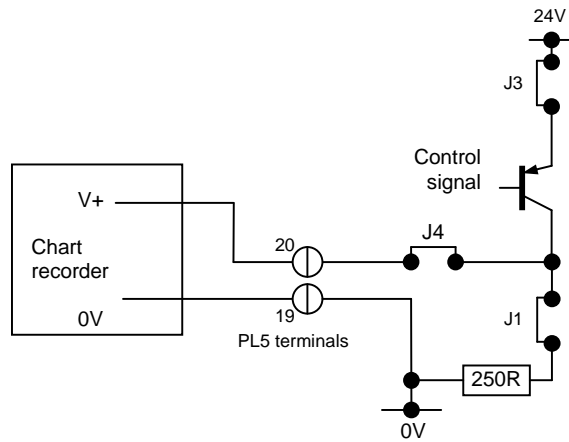 24V
J3
Control
signal
V+
20
J4
Chart
recorder
0V
19
J1
PL5 terminals
250R
0V